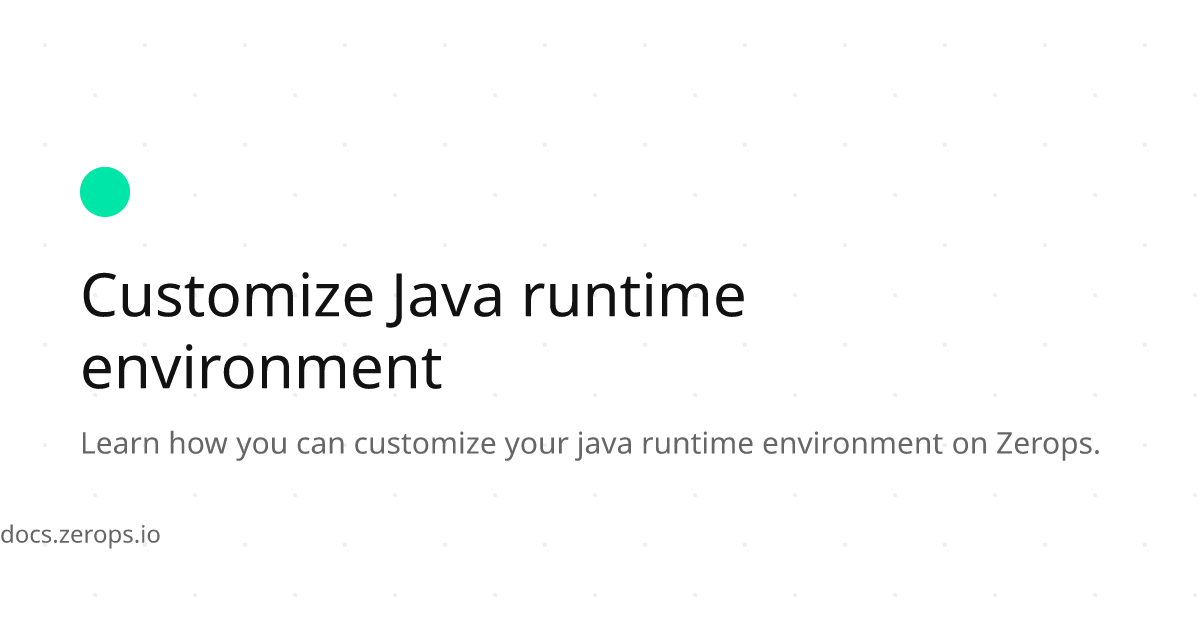 Customize Java runtime
environment
Learn how you can customize your java runtime environment on Zerops.
docs.zerops.io